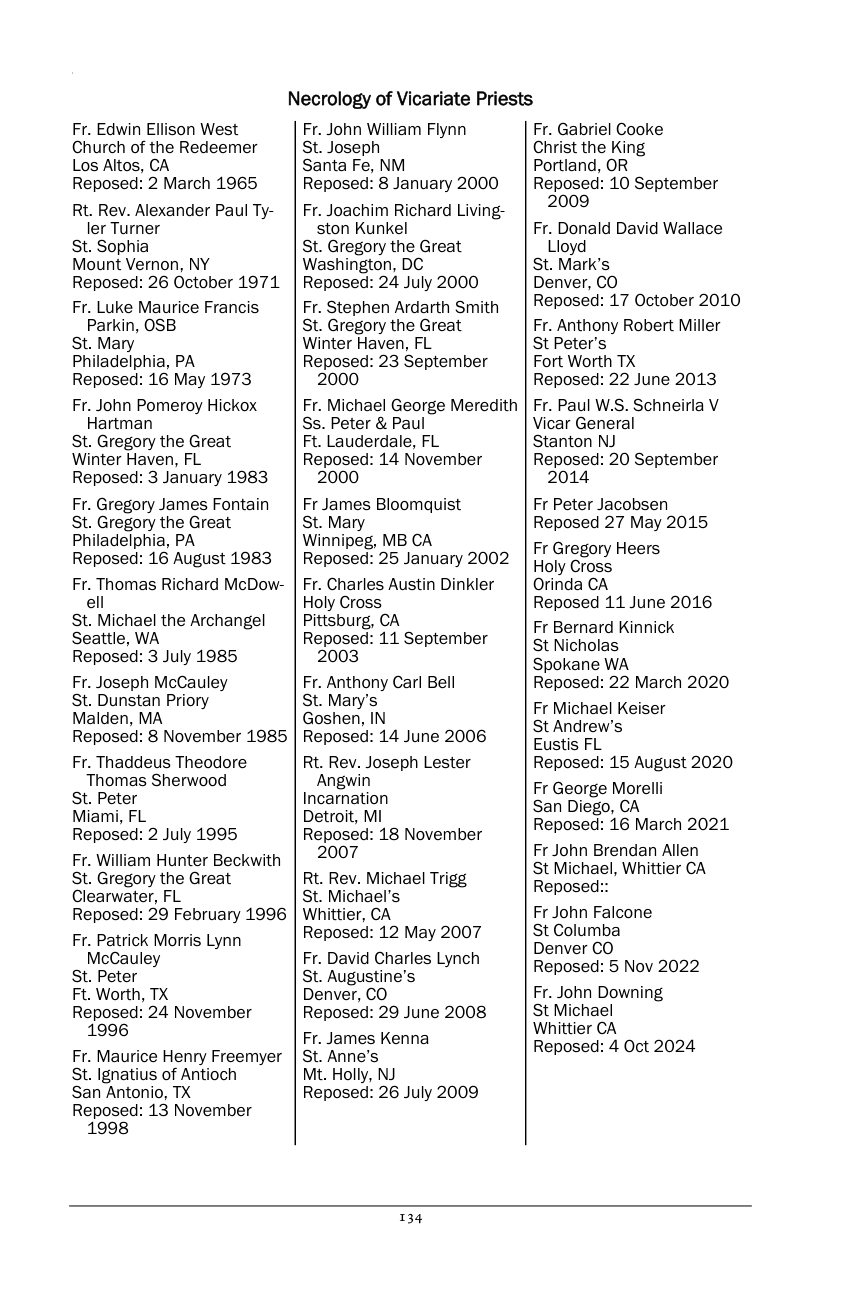 Necrology of Vicariate Priests
Fr. Edwin Ellison West
Church of the Redeemer
Los Altos, CA
Reposed: 2 March 1965
Rt. Rev. Alexander Paul Ty-
ler Turner
St. Sophia
Mount Vernon, NY
Reposed: 26 October 1971
Fr. Luke Maurice Francis
Parkin, OSB
St. Mary
Philadelphia, PA
Reposed: 16 May 1973
Fr. John Pomeroy Hickox
Hartman
St. Gregory the Great
Winter Haven, FL
Reposed: 3 January 1983
Fr. Gregory James Fontain
St. Gregory the Great
Philadelphia, PA
Reposed: 16 August 1983
Fr. Thomas Richard McDow-
ell
St. Michael the Archangel
Seattle, WA
Reposed: 3 July 1985
Fr. Joseph McCauley
St. Dunstan Priory
Malden, MA
Reposed: 8 November 1985
Fr. Thaddeus Theodore
Thomas Sherwood
St. Peter
Miami, FL
Reposed: 2 July 1995
Fr. William Hunter Beckwith
St. Gregory the Great
Clearwater, FL
Reposed: 29 February 1996
Fr. Patrick Morris Lynn
McCauley
St. Peter
Ft. Worth, TX
Reposed: 24 November
1996
Fr. Maurice Henry Freemyer
St. Ignatius of Antioch
San Antonio, TX
Reposed: 13 November
1998
Fr. John William Flynn
St. Joseph
Santa Fe, NM
Reposed: 8 January 2000
Fr. Joachim Richard Living-
ston Kunkel
St. Gregory the Great
Washington, DC
Reposed: 24 July 2000
Fr. Stephen Ardarth Smith
St. Gregory the Great
Winter Haven, FL
Reposed: 23 September
2000
Fr. Michael George Meredith
Ss. Peter & Paul
Ft. Lauderdale, FL
Reposed: 14 November
2000
Fr James Bloomquist
St. Mary
Winnipeg, MB CA
Reposed: 25 January 2002
Fr. Charles Austin Dinkler
Holy Cross
Pittsburg, CA
Reposed: 11 September
2003
Fr. Anthony Carl Bell
St. Mary’s
Goshen, IN
Reposed: 14 June 2006
Rt. Rev. Joseph Lester
Angwin
Incarnation
Detroit, MI
Reposed: 18 November
2007
Rt. Rev. Michael Trigg
St. Michael’s
Whittier, CA
Reposed: 12 May 2007
Fr. David Charles Lynch
St. Augustine’s
Denver, CO
Reposed: 29 June 2008
Fr. James Kenna
St. Anne’s
Mt. Holly, NJ
Reposed: 26 July 2009
Fr. Gabriel Cooke
Christ the King
Portland, OR
Reposed: 10 September
2009
Fr. Donald David Wallace
Lloyd
St. Mark’s
Denver, CO
Reposed: 17 October 2010
Fr. Anthony Robert Miller
St Peter’s
Fort Worth TX
Reposed: 22 June 2013
Fr. Paul W.S. Schneirla V
Vicar General
Stanton NJ
Reposed: 20 September
2014
Fr Peter Jacobsen
Reposed 27 May 2015
Fr Gregory Heers
Holy Cross
Orinda CA
Reposed 11 June 2016
Fr Bernard Kinnick
St Nicholas
Spokane WA
Reposed: 22 March 2020
Fr Michael Keiser
St Andrew’s
Eustis FL
Reposed: 15 August 2020
Fr George Morelli
San Diego, CA
Reposed: 16 March 2021
Fr John Brendan Allen
St Michael, Whittier CA
Reposed::
Fr John Falcone
St Columba
Denver CO
Reposed: 5 Nov 2022
Fr. John Downing
St Michael
Whittier CA
Reposed: 4 Oct 2024
134